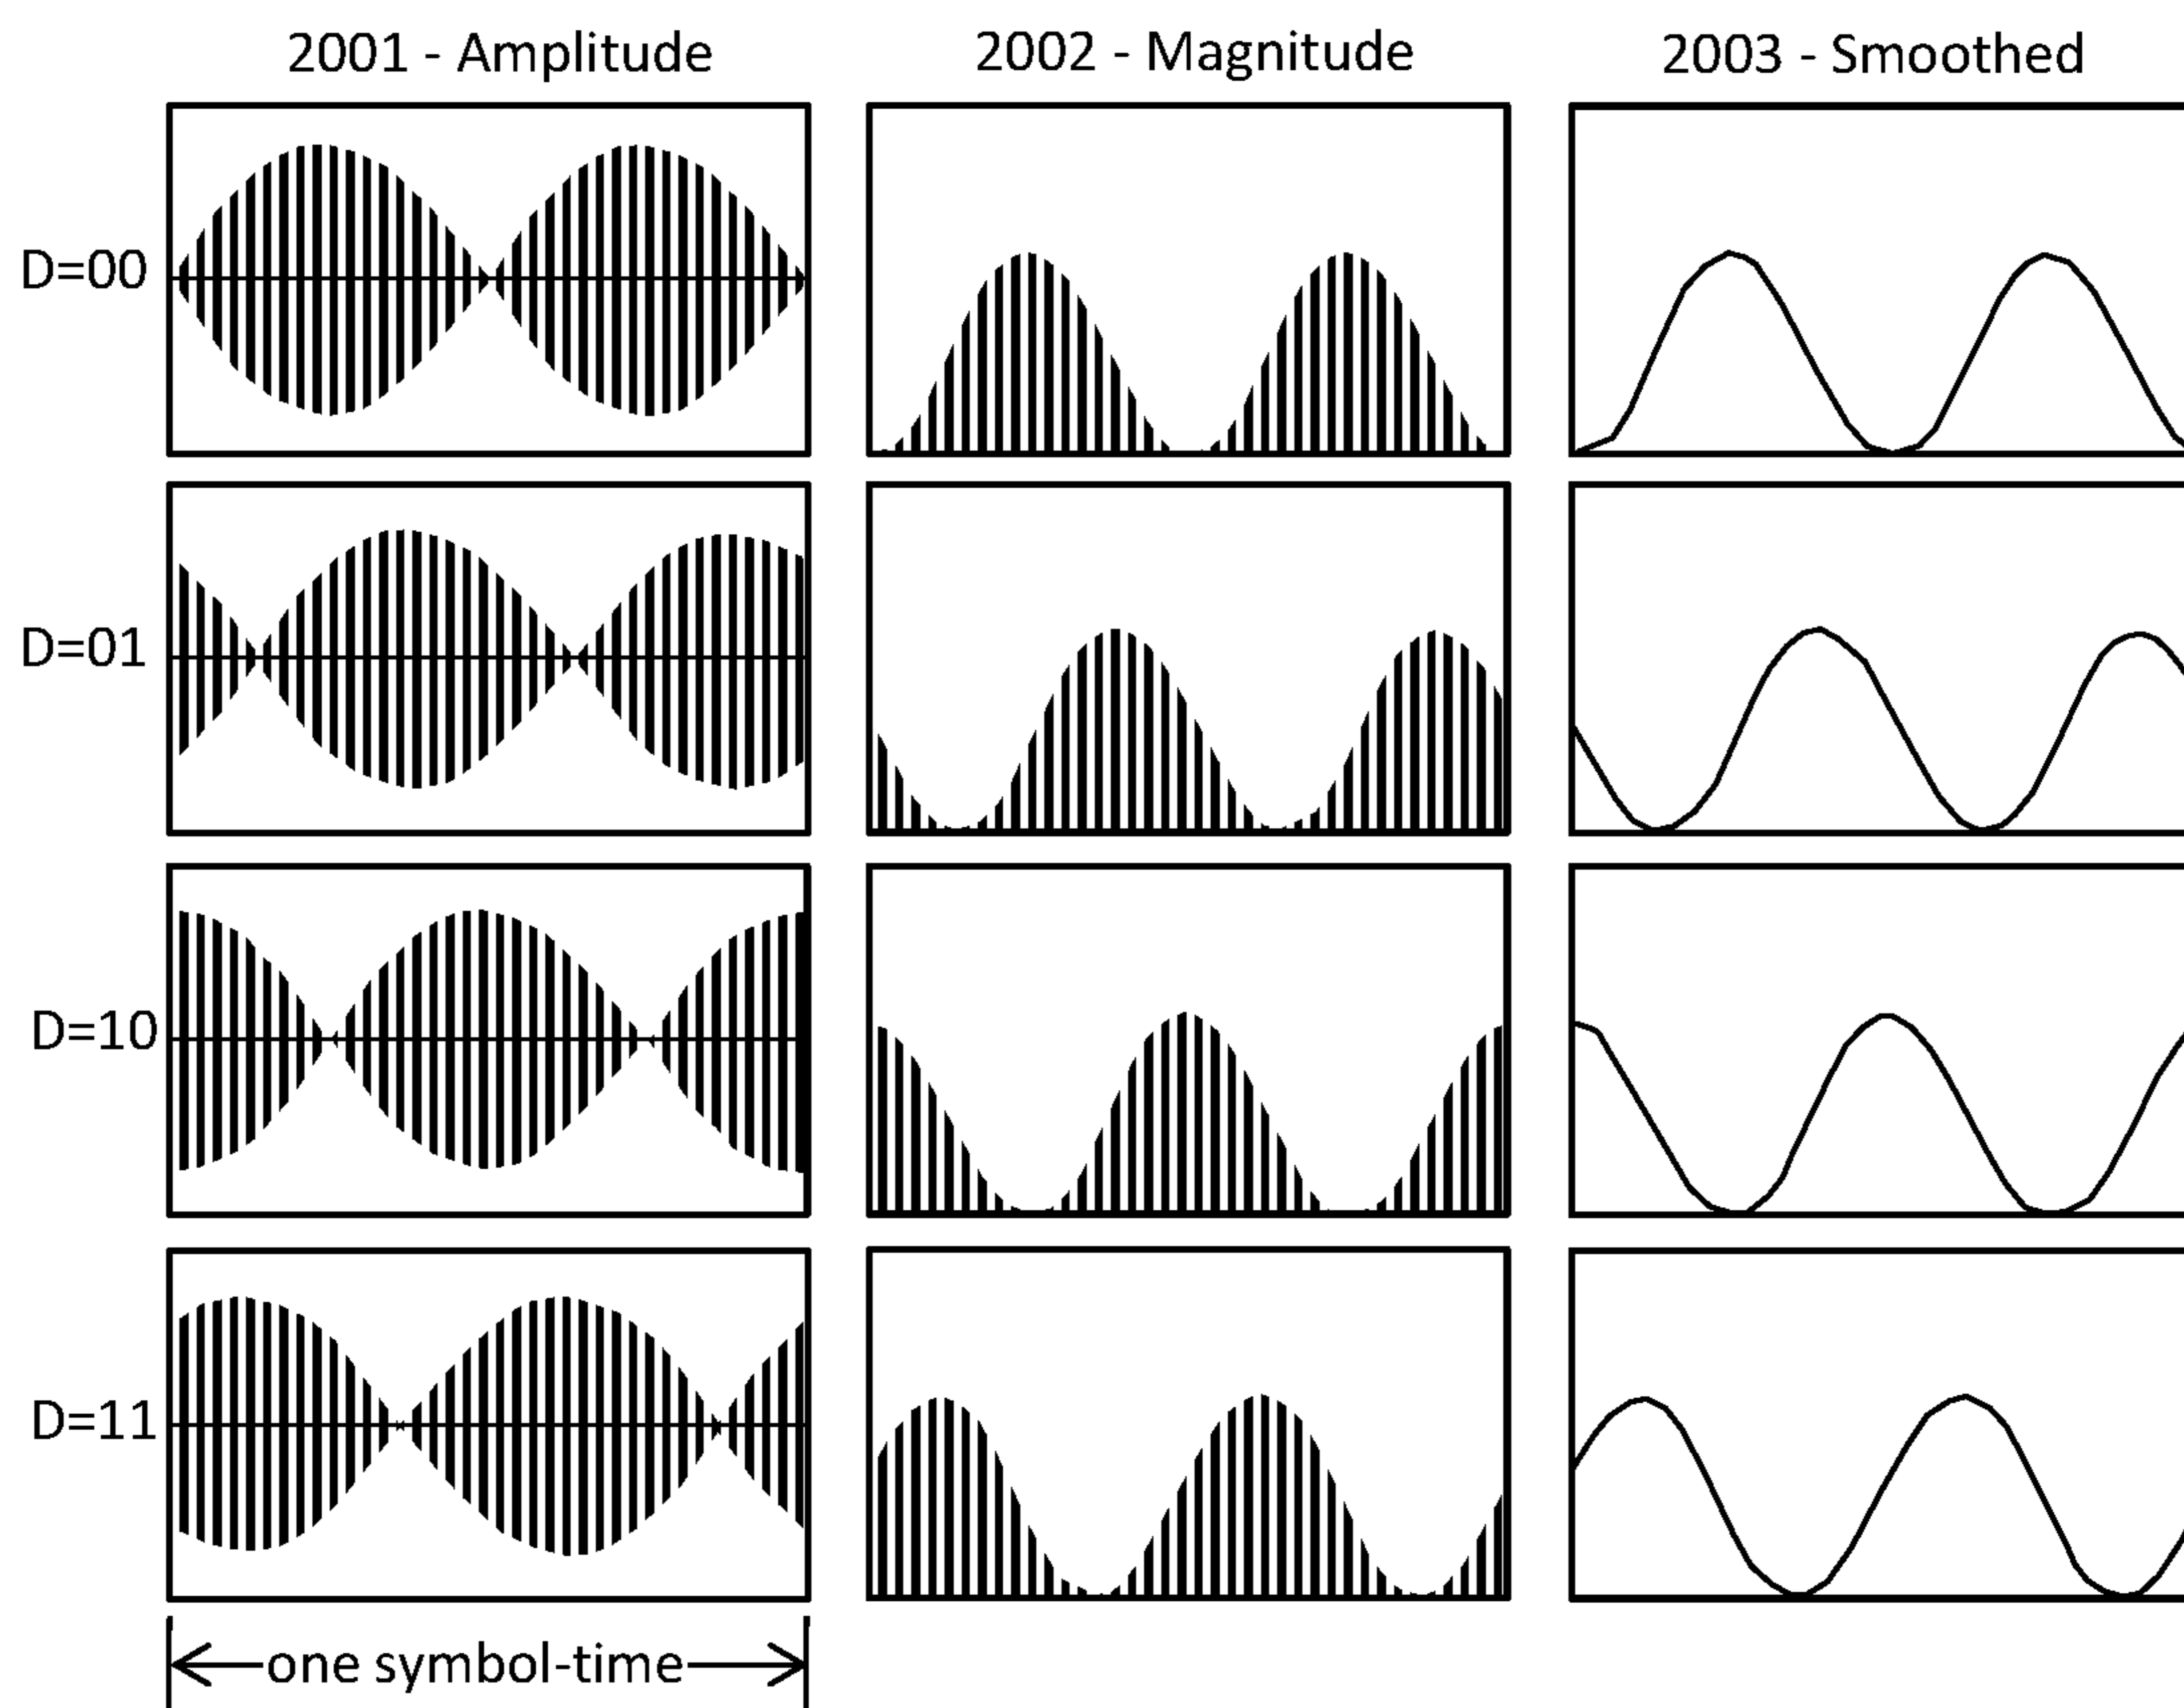 2001 - Amplitude
2002 - Magnitude
2003 - Smoothed
D=00
D=01
D=10
D=11
one symbol-time